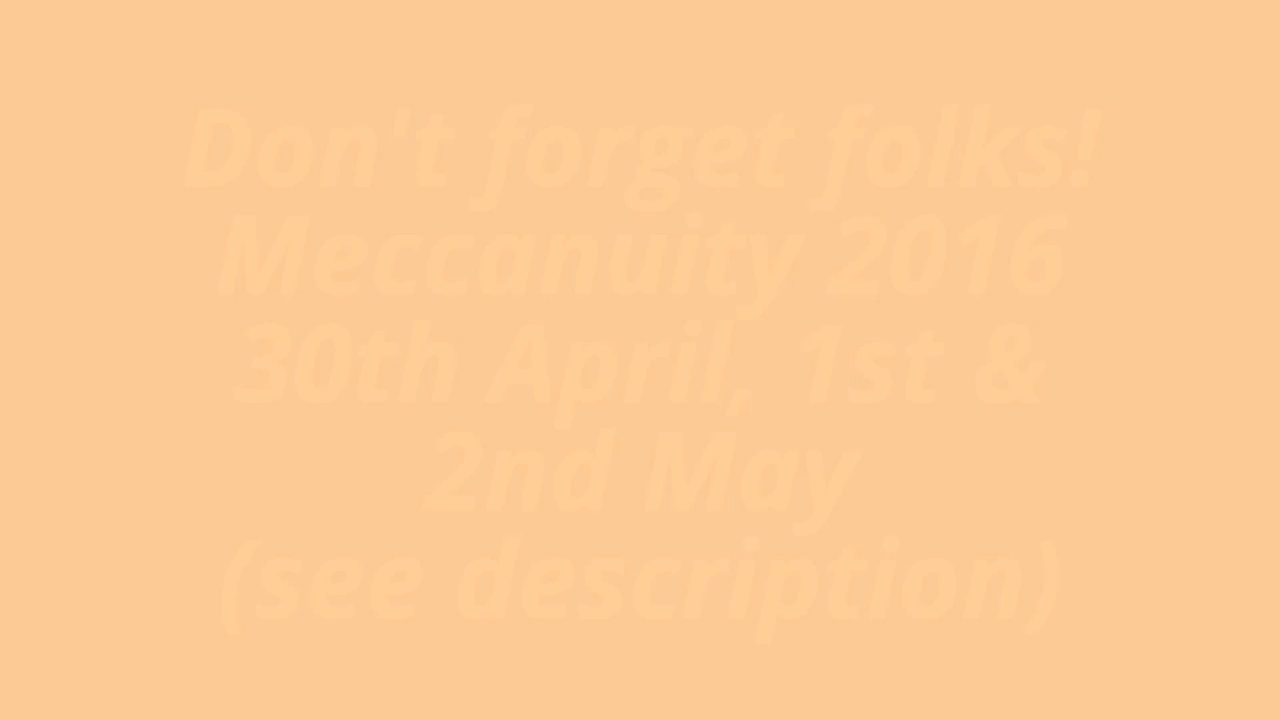 Don't forget folks!
Meccanuity 2016
30th April, 1st &
2nd May
(see description)